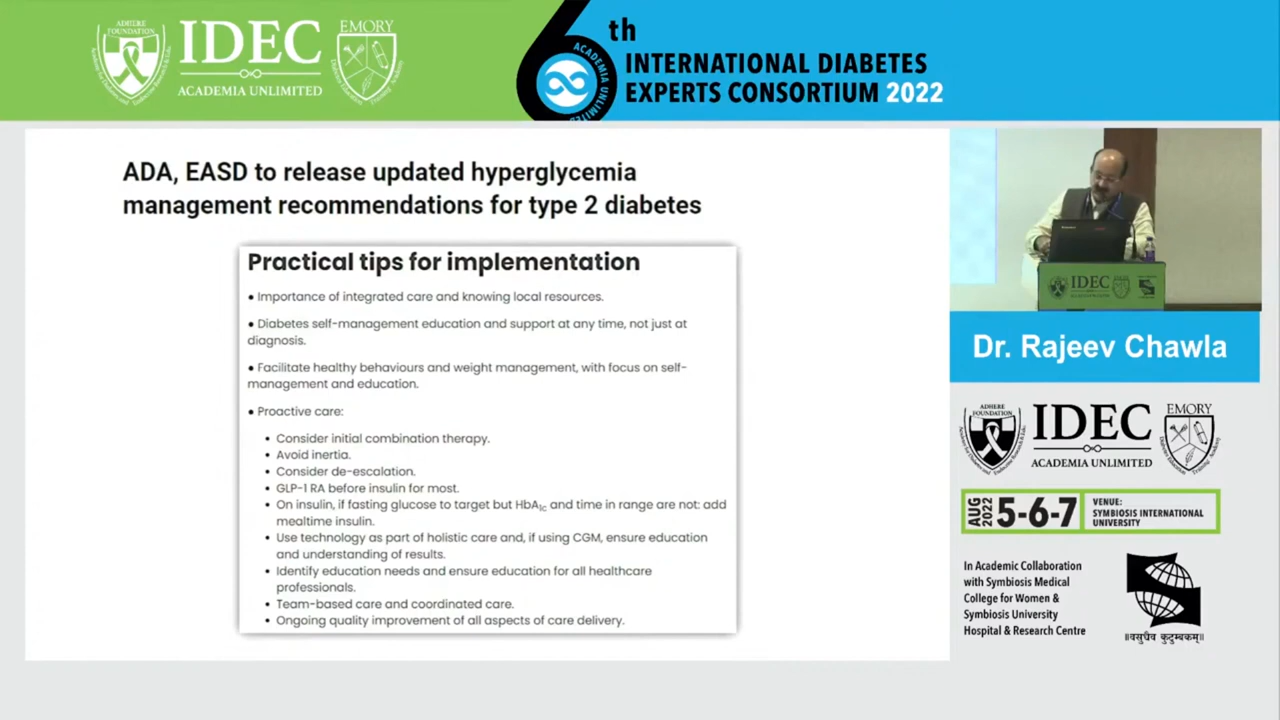 ADHERE
FOUNDATION
IDEC
ACADEMIA UNLIMITED
EMORY
6th
ACADEMIA UNLIMITED
INTERNATIONAL DIABETES
EXPERTS CONSORTIUM 2022
ADA, EASD to release updated hyperglycemia
management recommendations for type 2 diabetes
Practical tips for implementation
• Importance of integrated care and knowing local resources.
• Diabetes self-management education and support at any time, not just at
diagnosis.
• Facilitate healthy behaviours and weight management, with focus on self-
management and education.
• Proactive care:
• Consider initial combination therapy.
• Avoid inertia.
• Consider de-escalation.
• GLP-1 RA before insulin for most.
• On insulin, if fasting glucose to target but HbA1c and time in range are not: add
mealtime insulin.
• Use technology as part of holistic care and, if using CGM, ensure education
and understanding of results.
• Identify education needs and ensure education for all healthcare
professionals.
• Team-based care and coordinated care.
• Ongoing quality improvement of all aspects of care delivery.
IDEC
Dr. Rajeev Chawla
ADHERE
FOUNDATION
IDEC
ACADEMIA UNLIMITED
EMORY
AUG 2022
5-6-7
VENUE:
SYMBIOSIS INTERNATIONAL
UNIVERSITY
In Academic Collaboration
with Symbiosis Medical
College for Women &
Symbiosis University
Hospital & Research Centre
॥वसुधैव कुटुम्बकम्॥